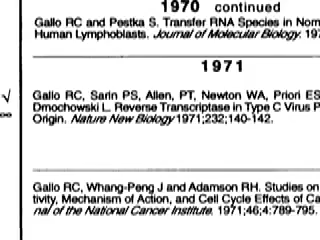 1970 continued
Gallo RC and Pestka S. Transfer RNA Species in
Human Lymphoblasts. Journal of Molecular Biology.
1971
Gallo RC, Sarin PS, Allen, PT, Newton WA, Priori ES
Dmochowski L. Reverse Transcriptase in Type C Virus
Origin. Nature New Biology 1971;232;140-142.
Gallo RC, Whang-Peng J and Adamson RH. Studies on
tivity, Mechanism of Action, and Cell Cycle Effects of
nal of the National Cancer Institute. 1971;46;4:789-795.